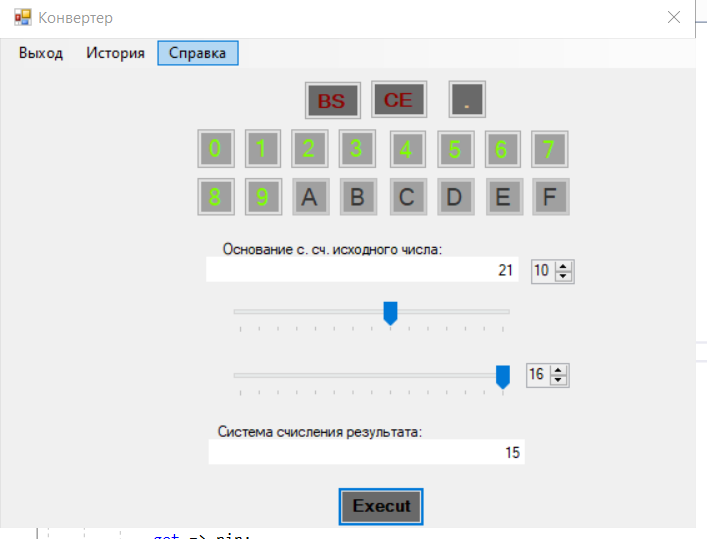 Конвертер
Выход История Справка
BS CE .
0 1 2 3 4 5 6 7
8 9 A B C D E F
Основание с. сч. исходного числа:
21 10
16
Система счисления результата:
15
Execut
get =>